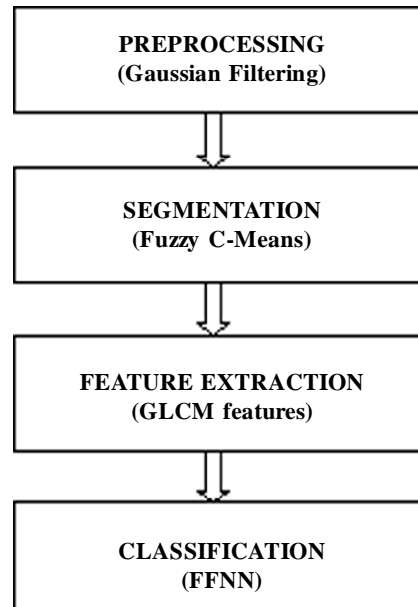 PREPROCESSING
(Gaussian Filtering)
SEGMENTATION
(Fuzzy C-Means)
FEATURE EXTRACTION
(GLCM features)
CLASSIFICATION
(FFNN)